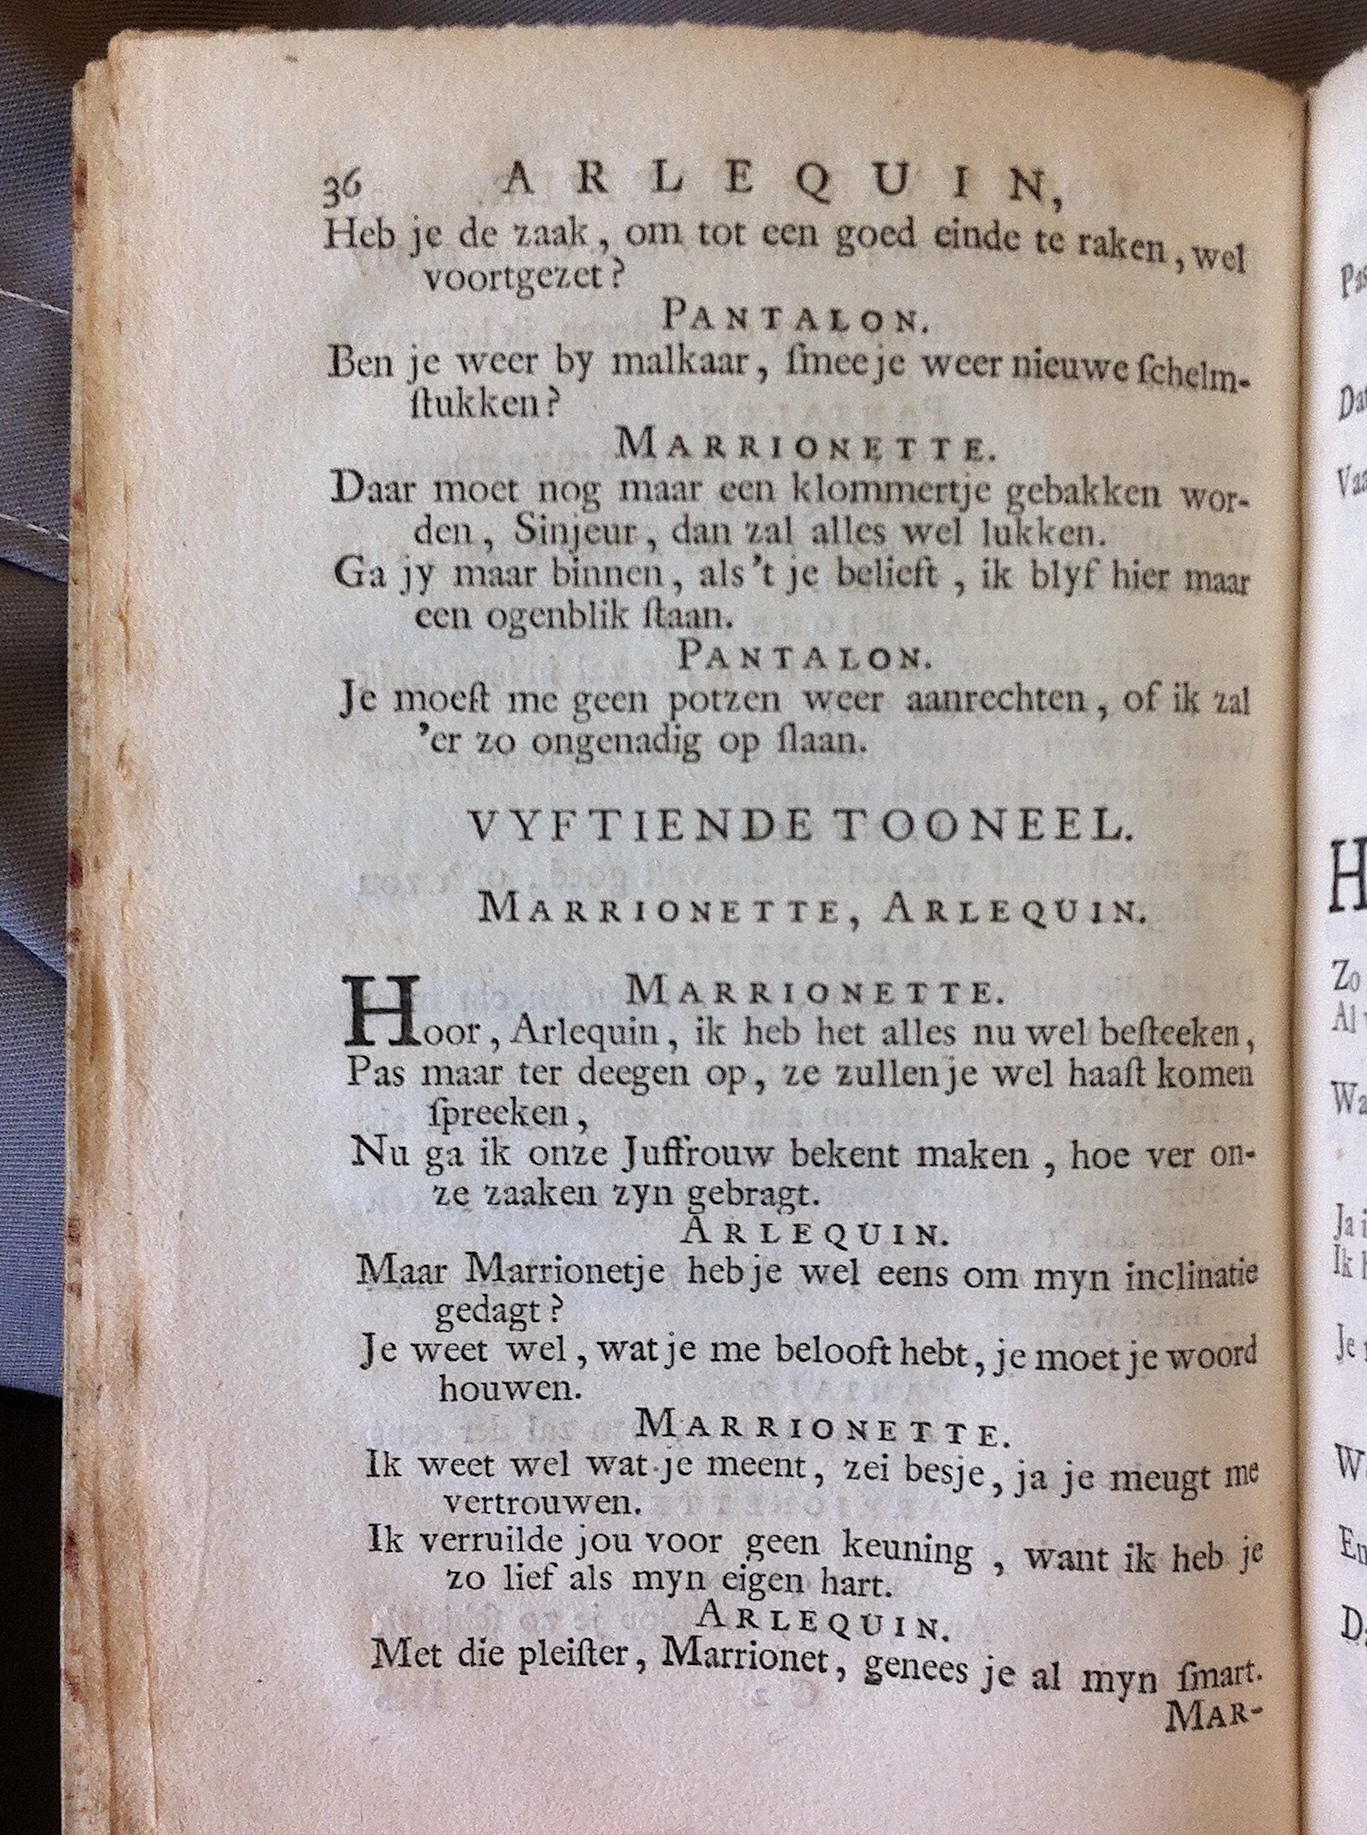 36 ARLEQUIN,
Heb je de zaak, om tot een goed einde te raken, wel
voortgezet?
PANTALON.
Ben je weer by malkaar, ſmeeje weer nieuwe ſchelm-
ſtukken?
MARRIONETTE.
Daar moet nog maar een klommertje gebakken wor-
den, Sinjeur, dan zal alles wel lukken.
Ga jy maar binnen, als 't je belieft, ik blyf hier maar
een ogenblik ſtaan.
PANTALON.
Je moeſt me geen potzen weer aanrechten, of ik zal
'er zo ongenadig op ſlaan.
VYFTIENDE TOONEEL.
MARRIONETTE, ARLEQUIN.
MARRIONETTE.
Hoor, Arlequin, ik heb het alles nu wel beſteeken,
Pas maar ter deegen op, ze zullen je wel haaſt komen
ſpreeken,
Nu ga ik onze Juffrouw bekent maken, hoe ver on-
ze zaaken zyn gebragt.
ARLEQUIN.
Maar Marrionetje heb je wel eens om myn inclinatie
gedagt?
Je weet wel, wat je me belooft hebt, je moet je woord
houwen.
MARRIONETTE.
Ik weet wel wat je meent, zei besje, ja je meugt me
vertrouwen.
Ik verruilde jou voor geen keuning, want ik heb je
zo lief als myn eigen hart.
ARLEQUIN.
Met die pleiſter, Marrionet, genees je al myn ſmart.
MAR-